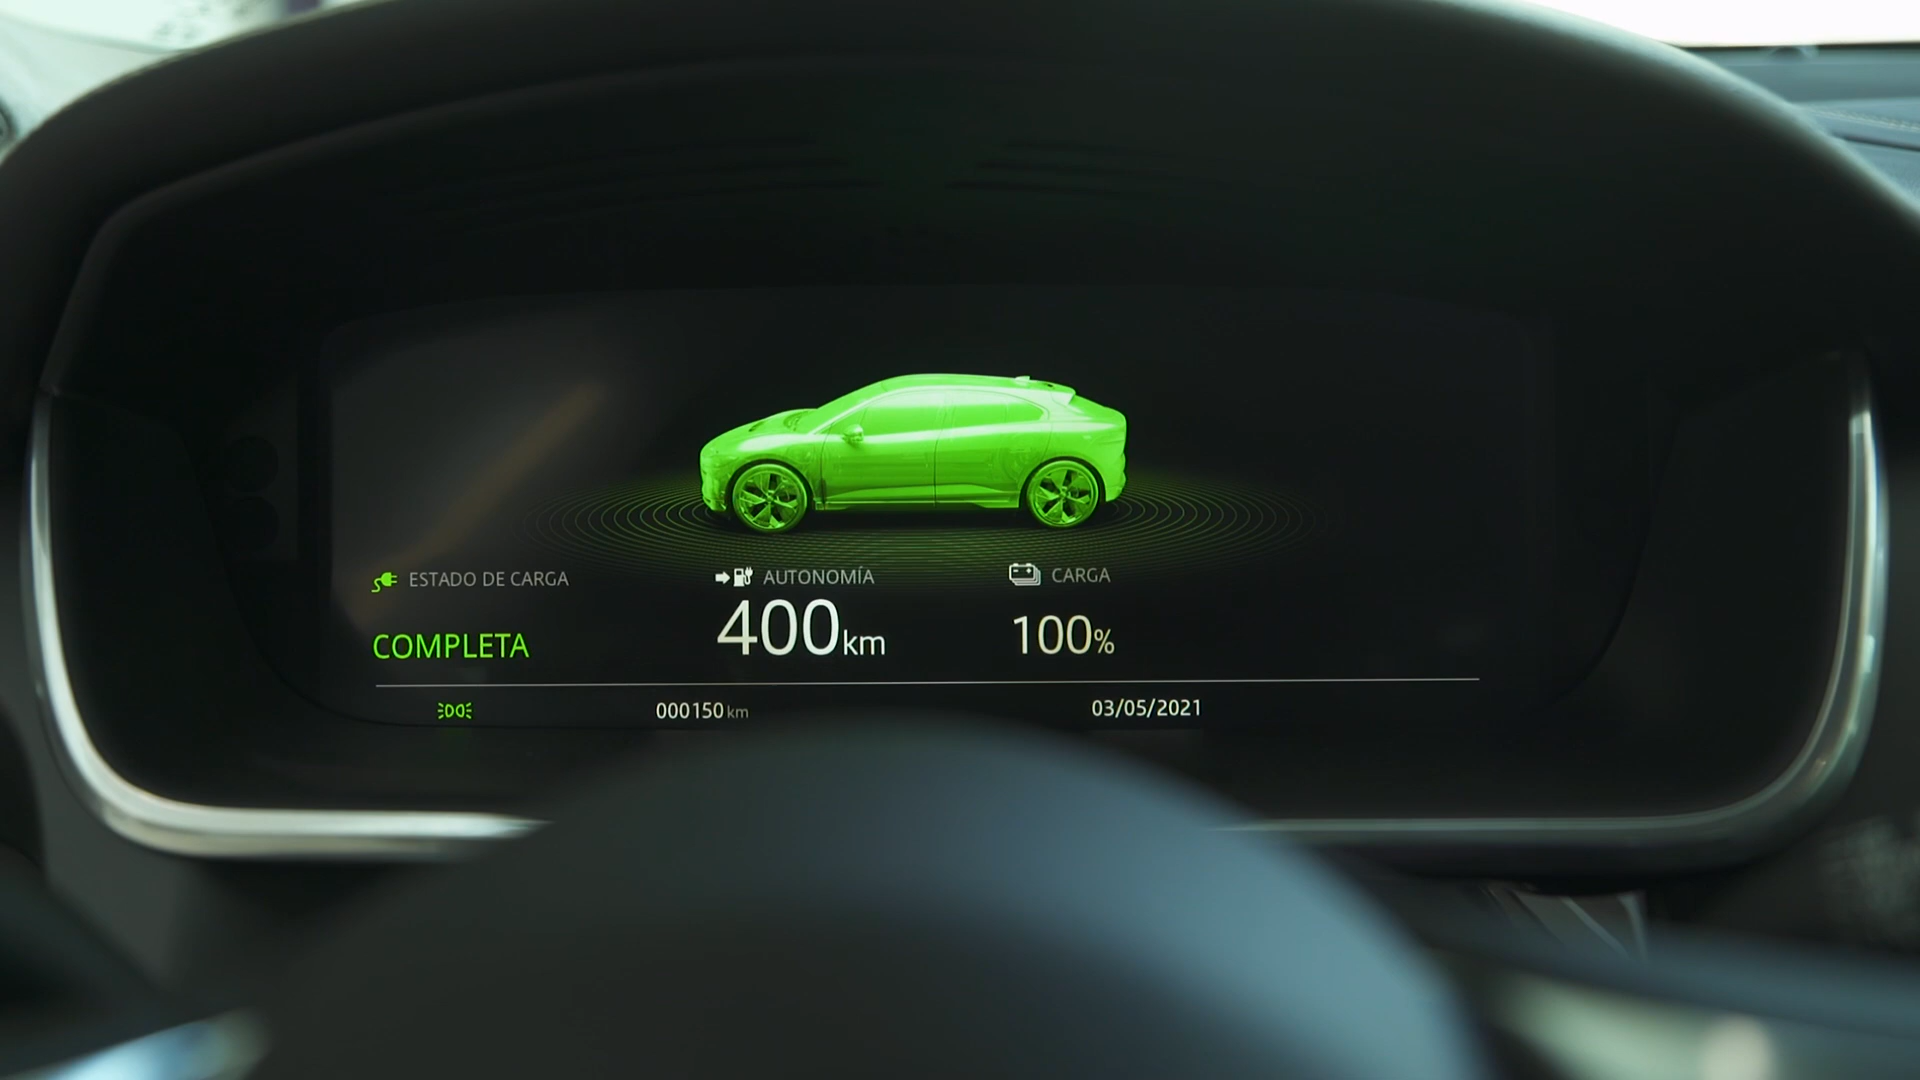 ESTADO DE CARGA
COMPLETA
AUTONOMÍA
400km
CARGA
100%
000150 km
03/05/2021